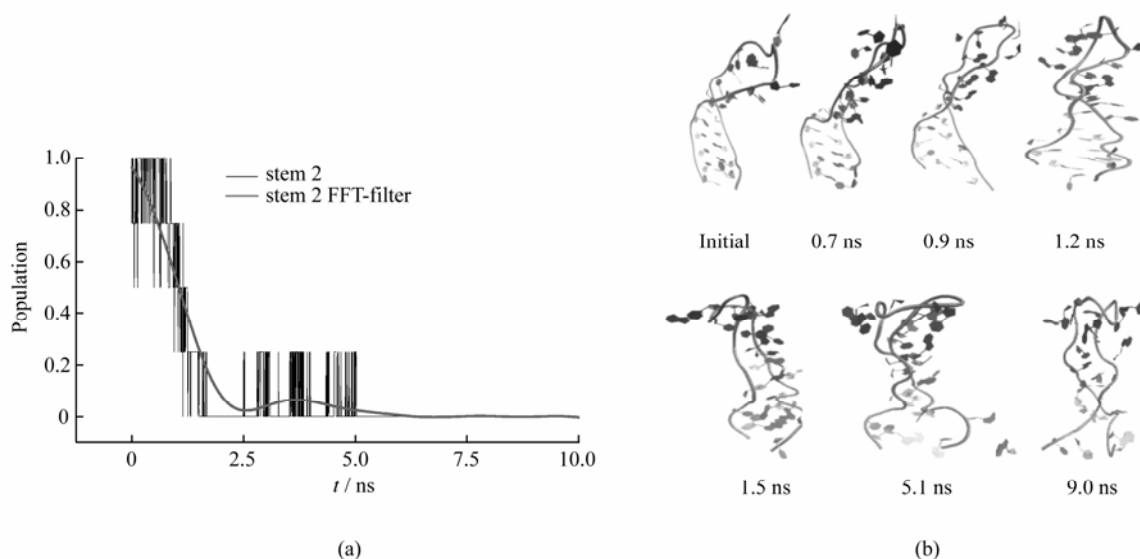 1.0
0.8
0.6
0.4
0.2
0
Population
stem 2
stem 2 FFT-filter
0 2.5 5.0 7.5 10.0
t / ns
(a)
Initial 0.7 ns 0.9 ns 1.2 ns
1.5 ns 5.1 ns 9.0 ns
(b)